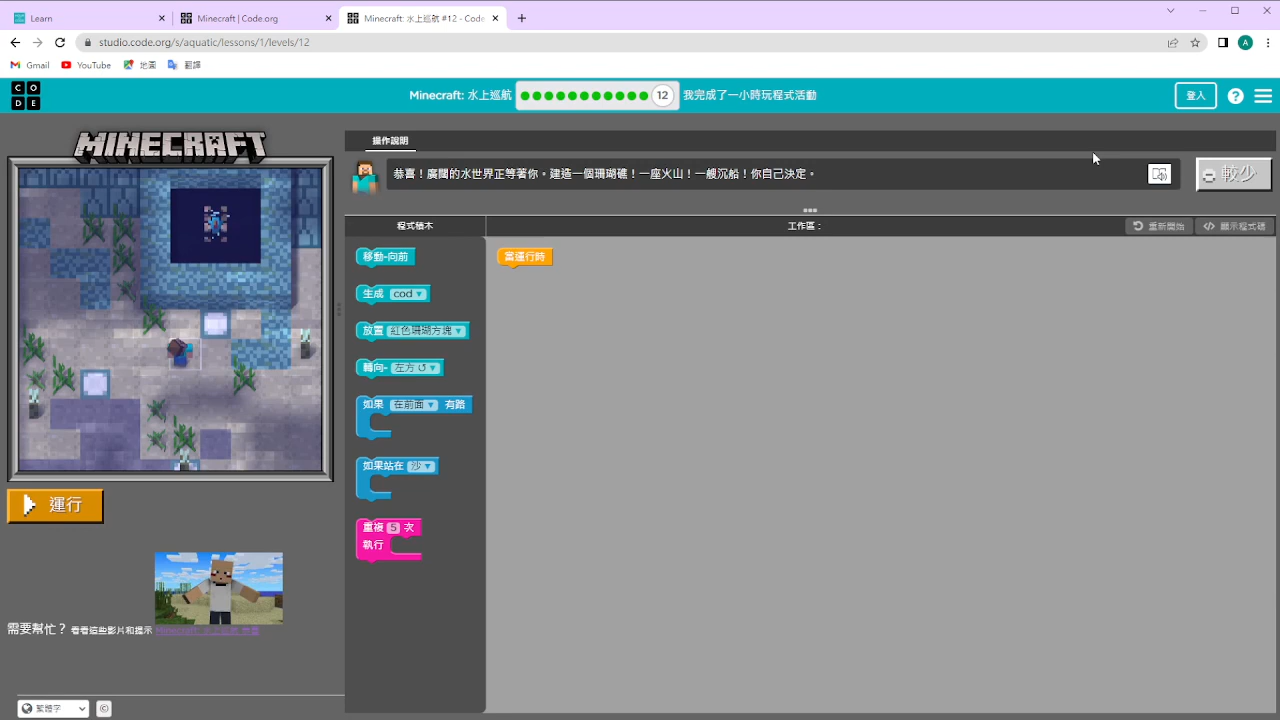 Learn
Minecraft | Code.org
Minecraft: 水上巡航 #12 - Code
studio.code.org/s/aquatic/lessons/1/levels/12
A
Gmail
YouTube
地圖
翻譯
C O
D E
Minecraft: 水上巡航
12
我完成了一小時玩程式活動
登入
?
MINECRAFT
操作說明
恭喜！廣闊的水世界正等著你。建造一個珊瑚礁！一座火山！一艘沉船！你自己決定。
較少
程式積木
工作區：
重新開始
顯示程式碼
移動-向前
當運行時
生成 cod
放置 紅色珊瑚方塊
轉向- 左方
如果 在前面 有路
如果站在 沙
重複 5 次
執行
運行
需要幫忙？ 看看這些影片和提示
繁體字
©